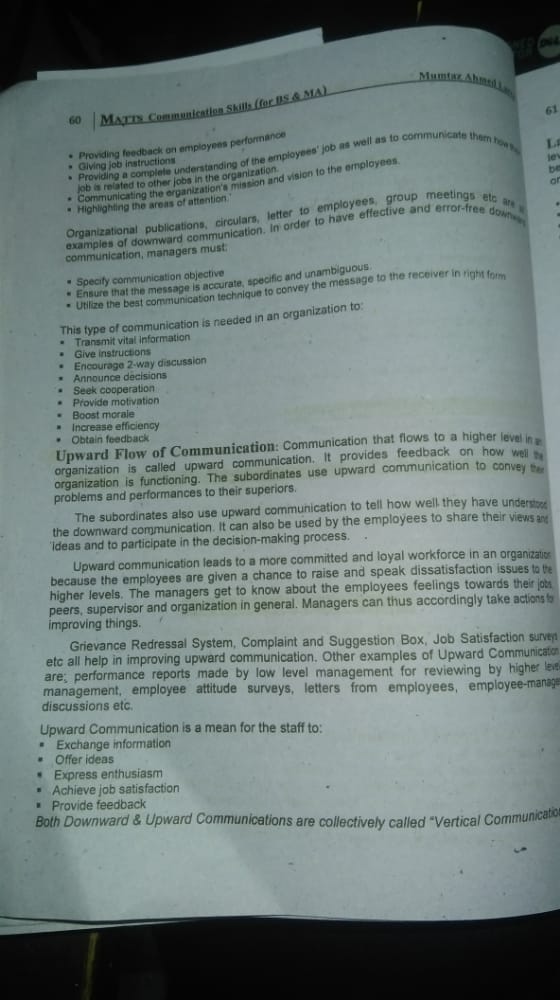 60 MATTS Communication Skills (for BS & MA) Mumtaz Ahmed
• Providing feedback on employees performance
• Giving job instructions
• Providing a complete understanding of the employees' job as well as to communicate them how
job is related to other jobs in the organization.
• Communicating the organization's mission and vision to the employees.
• Highlighting the areas of attention.
Organizational publications, circulars, letter to employees, group meetings etc are
examples of downward communication. In order to have effective and error-free downward
communication, managers must:
• Specify communication objective
• Ensure that the message is accurate, specific and unambiguous.
• Utilize the best communication technique to convey the message to the receiver in right form
This type of communication is needed in an organization to:
▪ Transmit vital information
▪ Give instructions
▪ Encourage 2-way discussion
▪ Announce decisions
▪ Seek cooperation
▪ Provide motivation
▪ Boost morale
▪ Increase efficiency
▪ Obtain feedback
Upward Flow of Communication: Communication that flows to a higher level in an
organization is called upward communication. It provides feedback on how well the
organization is functioning. The subordinates use upward communication to convey their
problems and performances to their superiors.
The subordinates also use upward communication to tell how well they have understood
the downward communication. It can also be used by the employees to share their views and
ideas and to participate in the decision-making process.
Upward communication leads to a more committed and loyal workforce in an organization
because the employees are given a chance to raise and speak dissatisfaction issues to the
higher levels. The managers get to know about the employees feelings towards their jobs,
peers, supervisor and organization in general. Managers can thus accordingly take actions for
improving things.
Grievance Redressal System, Complaint and Suggestion Box, Job Satisfaction surveys
etc all help in improving upward communication. Other examples of Upward Communication
are; performance reports made by low level management for reviewing by higher level
management, employee attitude surveys, letters from employees, employee-manager
discussions etc.
Upward Communication is a mean for the staff to:
▪ Exchange information
▪ Offer ideas
▪ Express enthusiasm
▪ Achieve job satisfaction
▪ Provide feedback
Both Downward & Upward Communications are collectively called "Vertical Communication
61